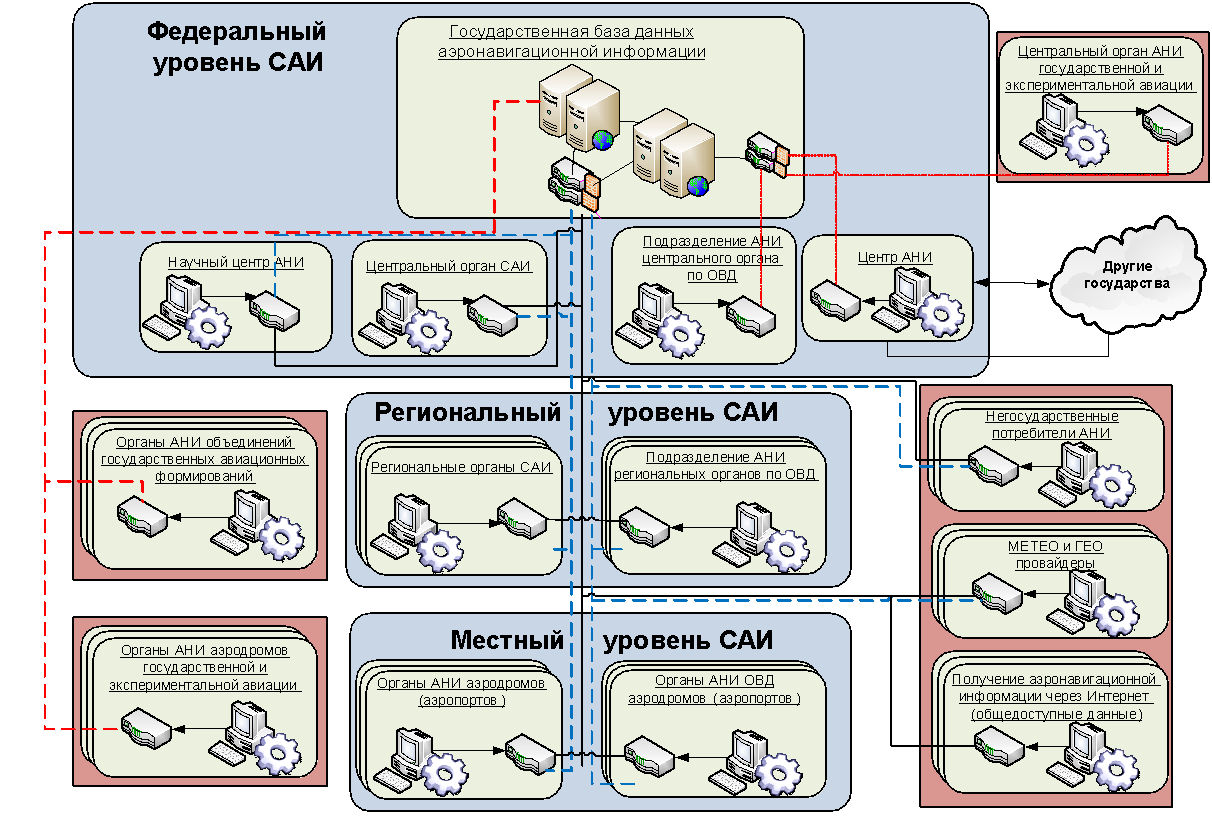 Федеральный
уровень САИ
Государственная база данных
аэронавигационной информации
Центральный орган АНИ
государственной и
экспериментальной авиации
Научный центр АНИ
Центральный орган САИ
Подразделение АНИ
центрального органа
по ОВД
Центр АНИ
Другие
государства
Региональный уровень САИ
Региональные органы САИ
Подразделение АНИ
региональных органов по ОВД
Органы АНИ объединений
государственных авиационных
формирований
Негосударственные
потребители АНИ
МЕТЕО и ГЕО
провайдеры
Местный уровень САИ
Органы АНИ аэродромов
(аэропортов )
Органы АНИ ОВД
аэродромов (аэропортов )
Органы АНИ аэродромов
государственной и
экспериментальной авиации
Получение аэронавигационной
информации через Интернет
(общедоступные данные)